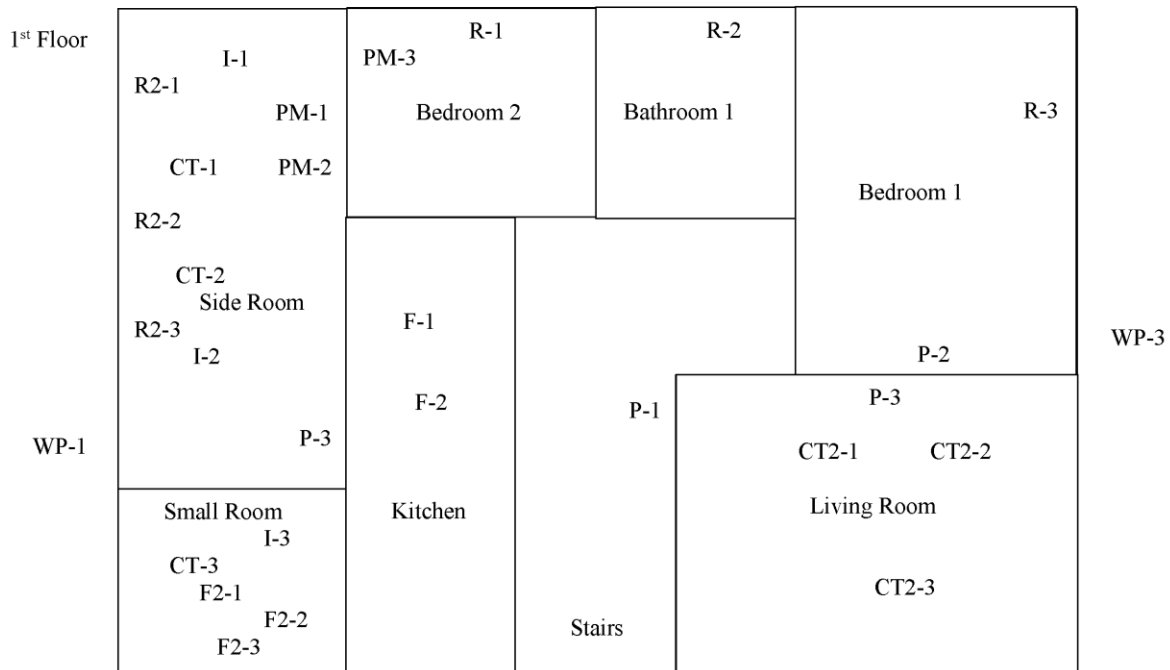 1st Floor
I-1
R2-1
PM-1
CT-1
PM-2
R2-2
CT-2
Side Room
R2-3
I-2
P-3
WP-1
Small Room
I-3
CT-3
F2-1
F2-2
F2-3
R-1
PM-3
Bedroom 2
R-2
Bathroom 1
R-3
Bedroom 1
P-2
WP-3
F-1
F-2
Kitchen
P-1
Stairs
P-3
CT2-1 CT2-2
Living Room
CT2-3